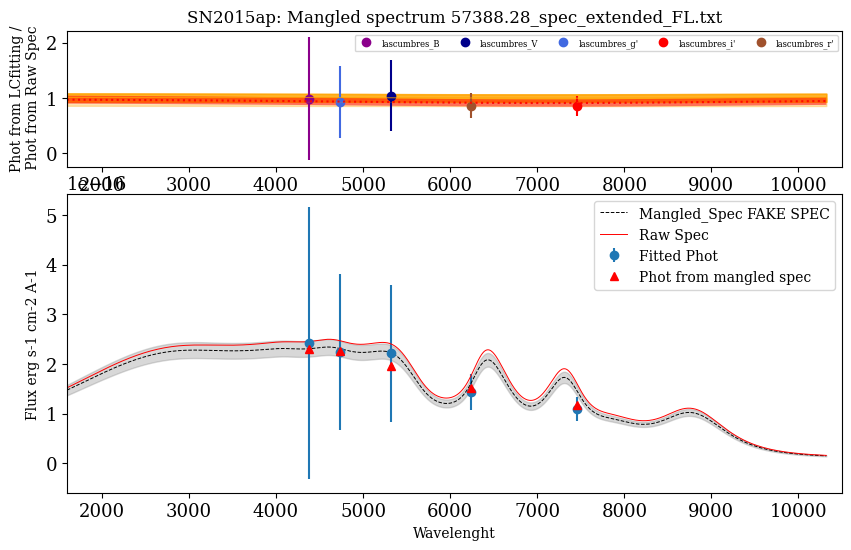 SN2015ap: Mangled spectrum 57388.28_spec_extended_FL.txt
Phot from LCfitting /
Phot from Raw Spec
2
1
0
lascumbres_B
lascumbres_V
lascumbres_g'
lascumbres_i'
lascumbres_r'
2000 3000 4000 5000 6000 7000 8000 9000 10000
1e−16
Flux erg s-1 cm-2 A-1
5
4
3
2
1
0
Mangled_Spec FAKE SPEC
Raw Spec
Fitted Phot
Phot from mangled spec
2000 3000 4000 5000 6000 7000 8000 9000 10000
Wavelenght